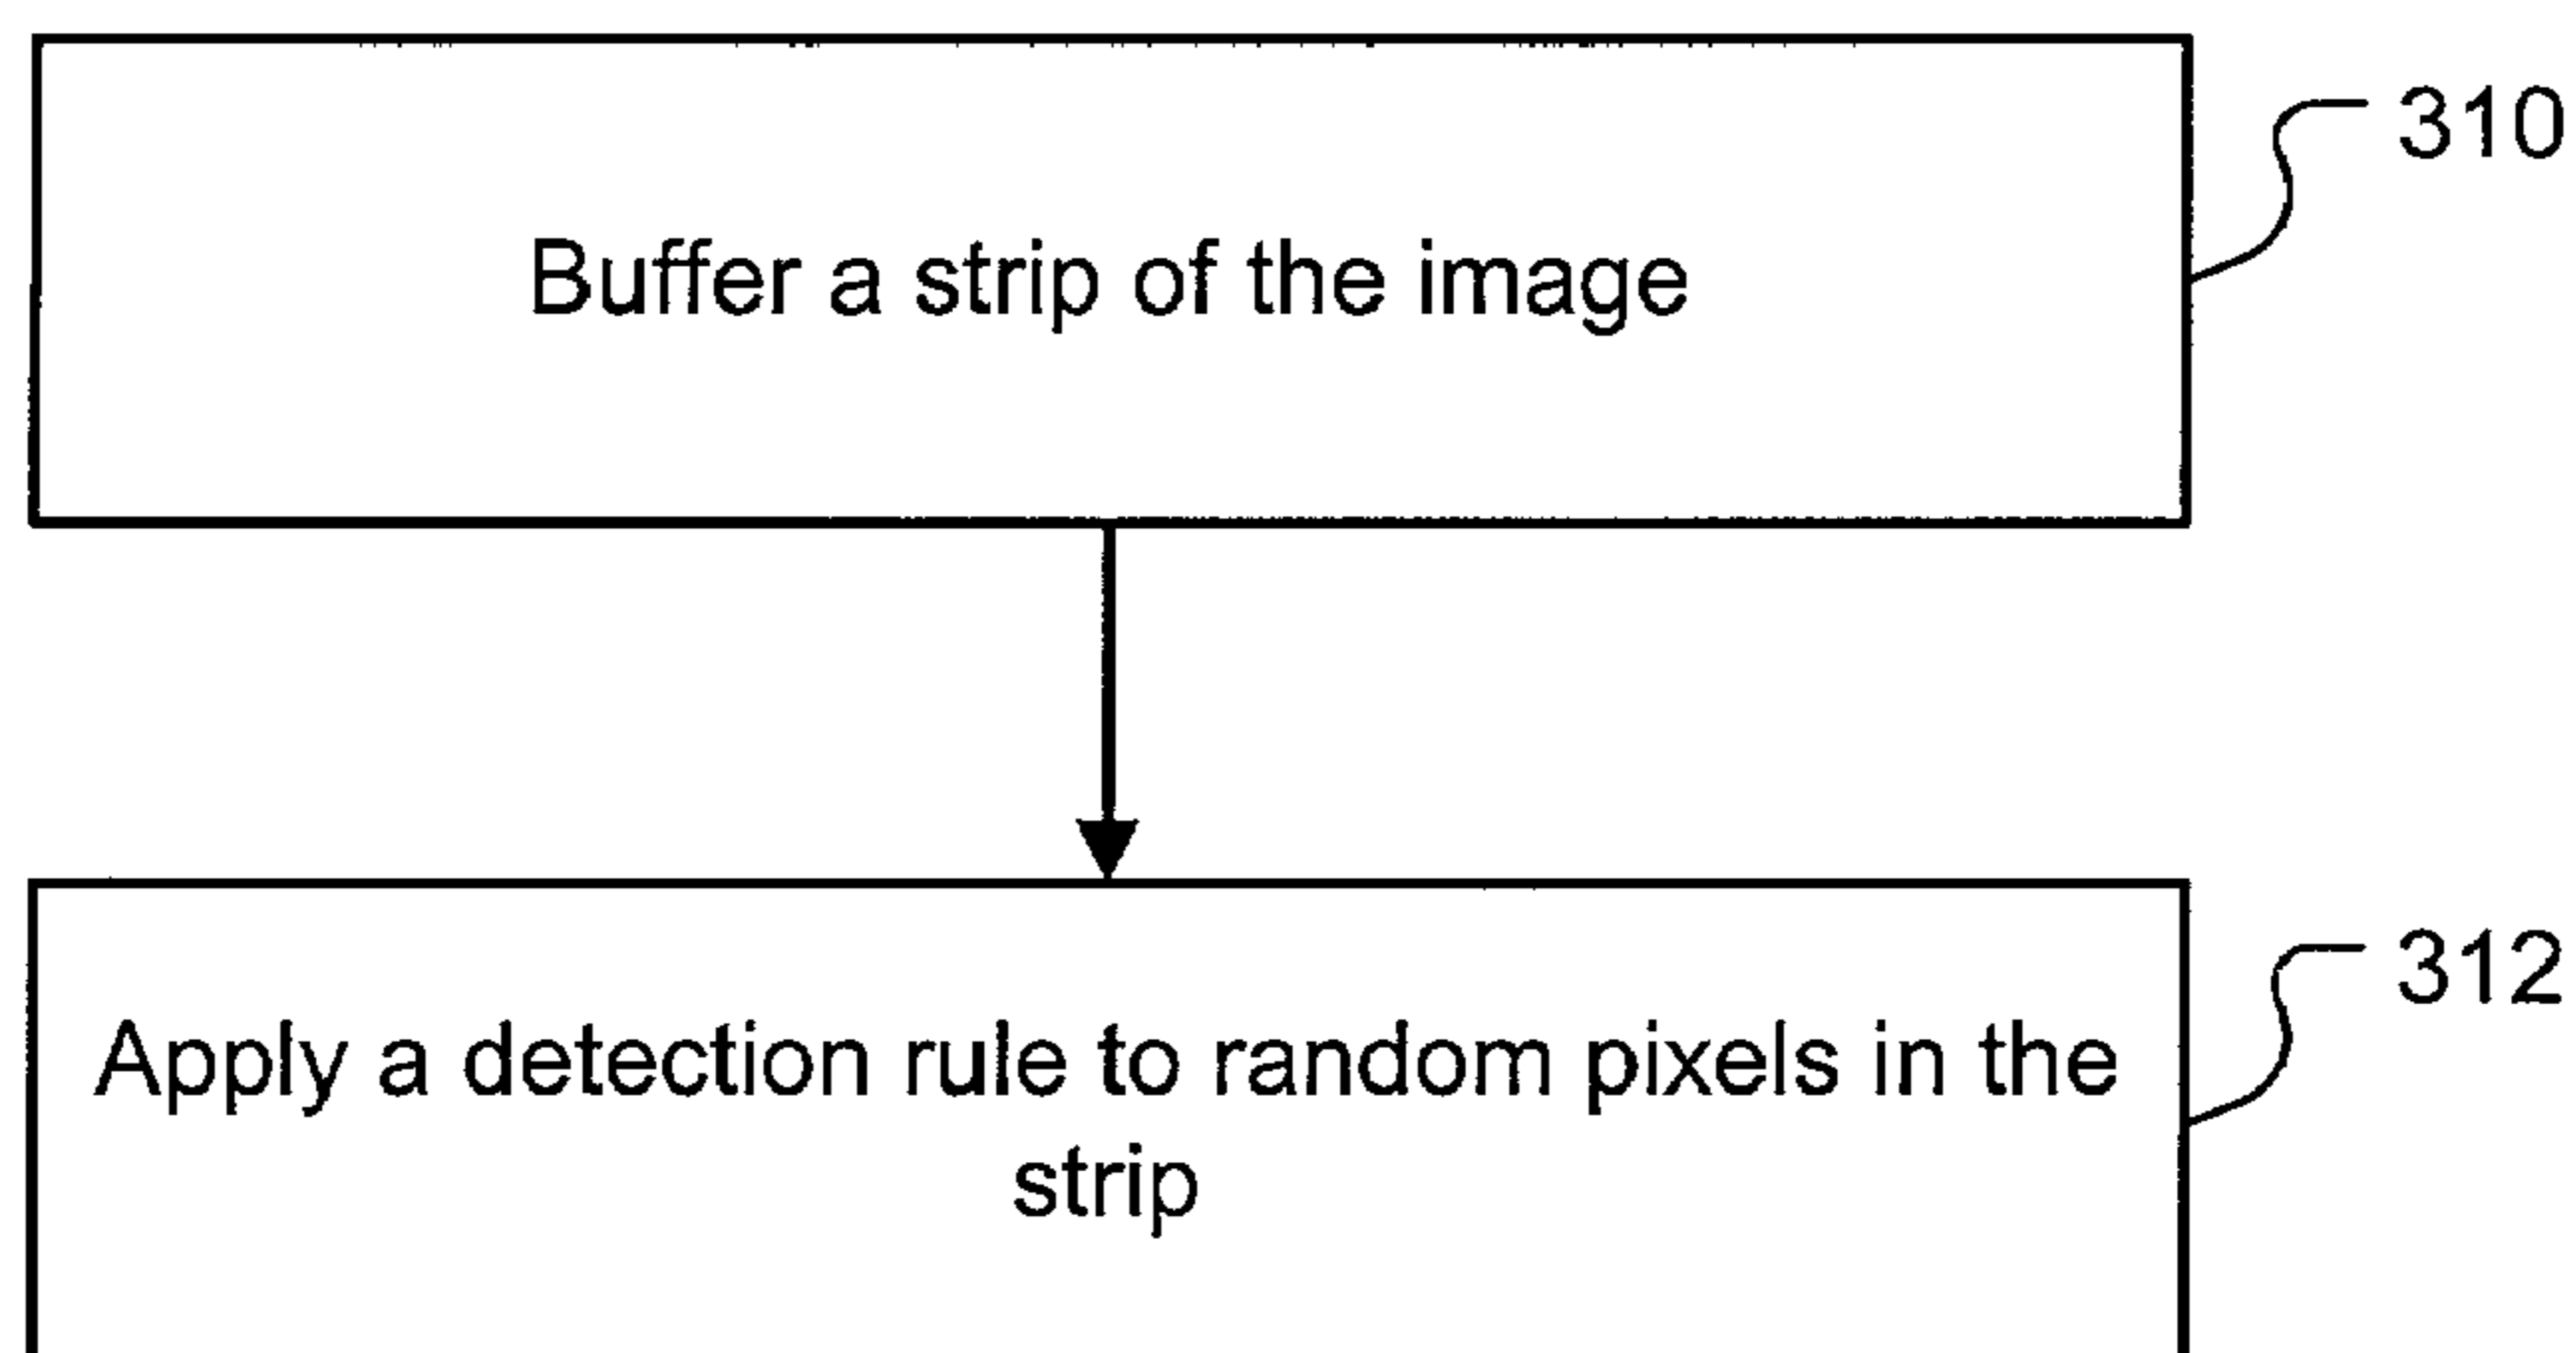 310
Buffer a strip of the image
312
Apply a detection rule to random pixels in the
strip